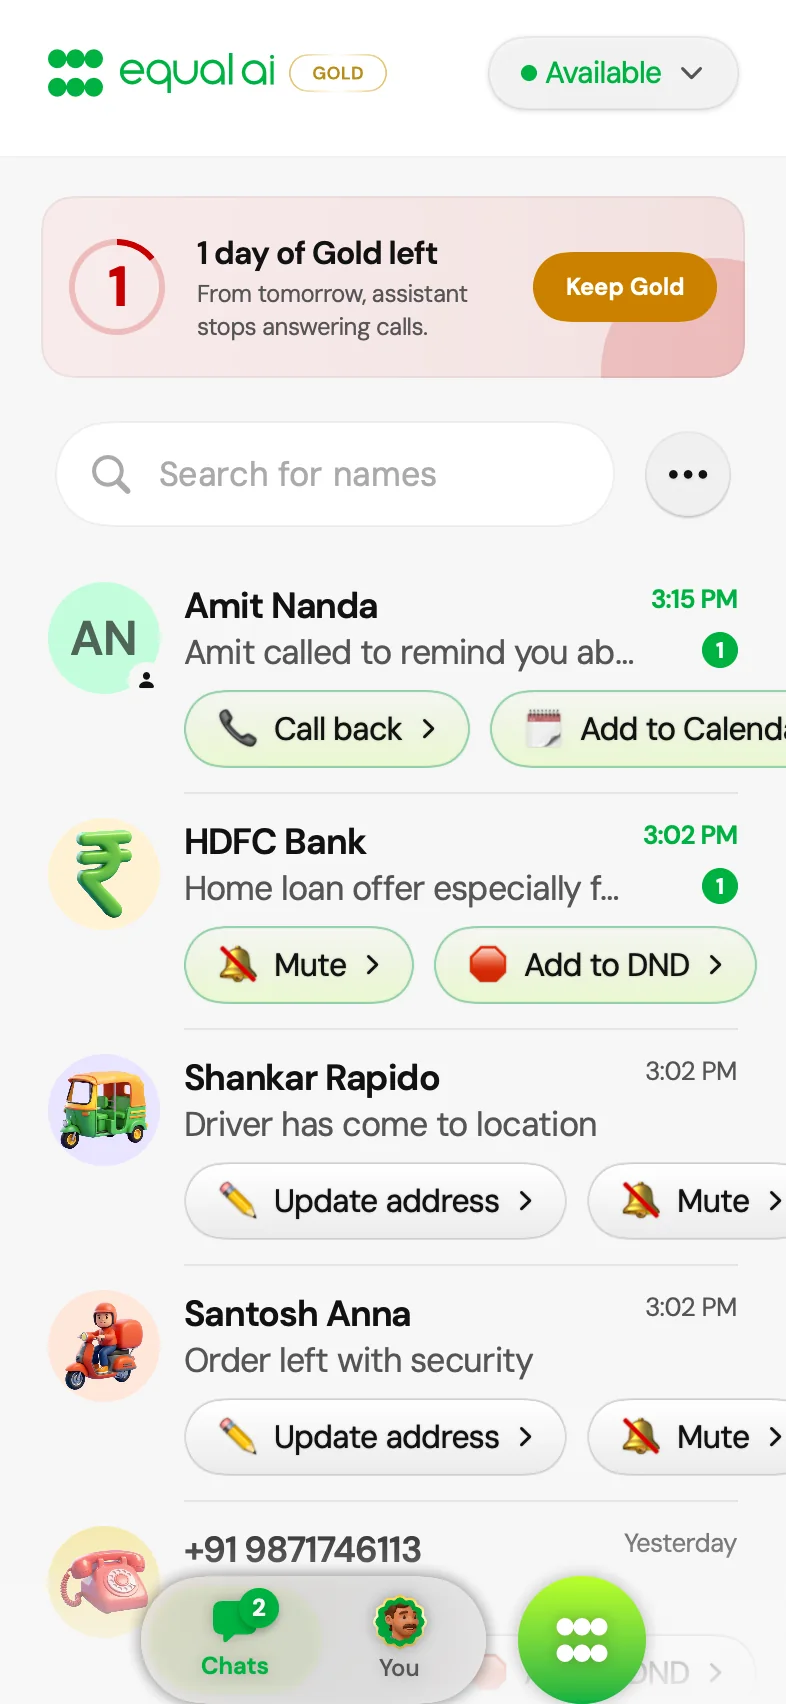 equal ai GOLD
Available
1
1 day of Gold left
From tomorrow, assistant
stops answering calls.
Keep Gold
Search for names
AN
Amit Nanda
3:15 PM
Amit called to remind you ab...
1
Call back
Add to Calenda
HDFC Bank
3:02 PM
Home loan offer especially f...
1
Mute
Add to DND
Shankar Rapido
3:02 PM
Driver has come to location
Update address
Mute
Santosh Anna
3:02 PM
Order left with security
Update address
Mute
+91 9871746113
Yesterday
2
Chats
You
DND